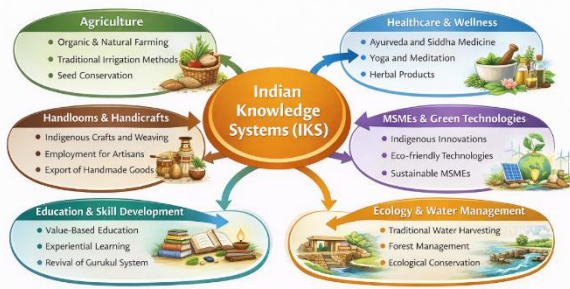 Agriculture
• Organic & Natural Farming
• Traditional Irrigation Methods
• Seed Conservation
Healthcare & Wellness
• Ayurveda and Siddha Medicine
• Yoga and Meditation
• Herbal Products
Indian
Knowledge
Systems (IKS)
Handlooms & Handicrafts
• Indigenous Crafts and Weaving
• Employment for Artisans
• Export of Handmade Goods
MSMEs & Green Technologies
• Indigenous Innovations
• Eco-friendly Technologies
• Sustainable MSMEs
Education & Skill Development
• Value-Based Education
• Experiential Learning
• Revival of Gurukul System
Ecology & Water Management
• Traditional Water Harvesting
• Forest Management
• Ecological Conservation